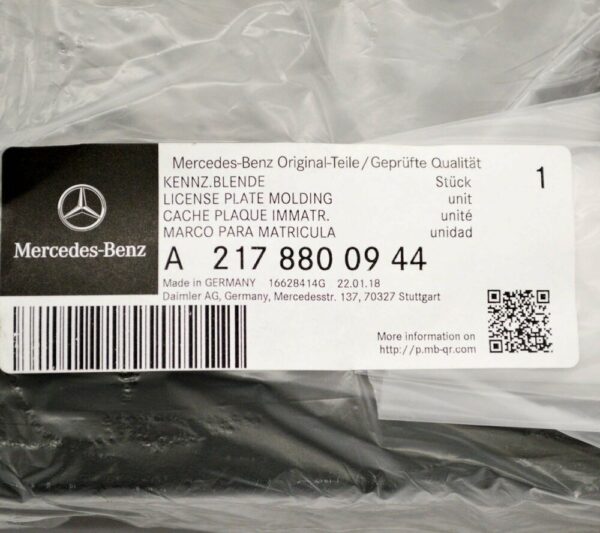 Mercedes-Benz Original-Teile/Geprüfte Qualität
KENNZ.BLENDE Stück 1
LICENSE PLATE MOLDING unit
CACHE PLAQUE IMMATR. unité
MARCO PARA MATRICULA unidad
Mercedes-Benz
A 217 880 09 44
Made in GERMANY 16628414G 22.01.18
Daimler AG, Germany, Mercedesstr. 137, 70327 Stuttgart
More information on
http://p.mb-qr.com